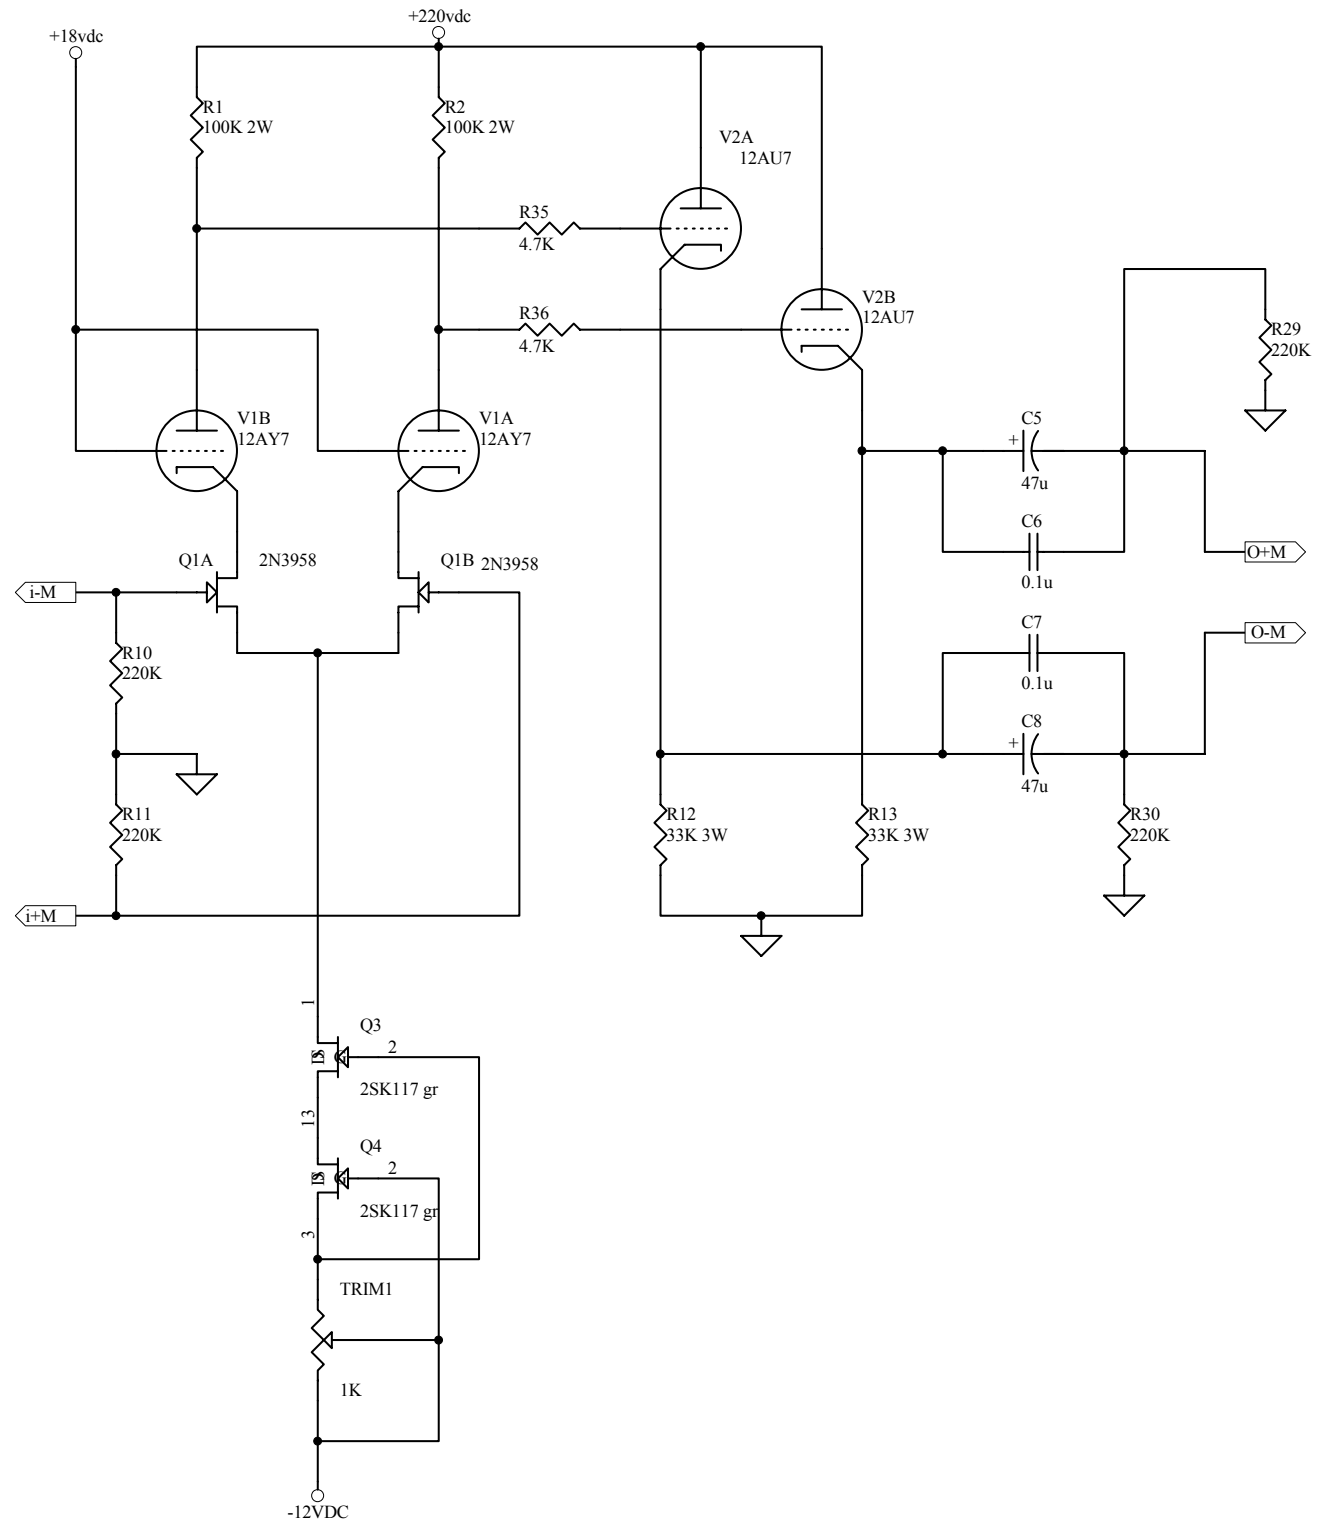 +220vdc
+18vdc
R1
100K 2W
R2
100K 2W
V2A
12AU7
R35
4.7K
V2B
12AU7
R36
4.7K
R29
220K
V1B
12AY7
V1A
12AY7
C5
+
47u
C6
0.1u
O+M
Q1A
2N3958
Q1B
2N3958
i-M
C7
0.1u
O-M
R10
220K
C8
+
47u
R11
220K
R12
33K 3W
R13
33K 3W
R30
220K
i+M
1
Q3
2
2SK117 gr
13
Q4
2
2SK117 gr
3
TRIM1
1K
-12VDC